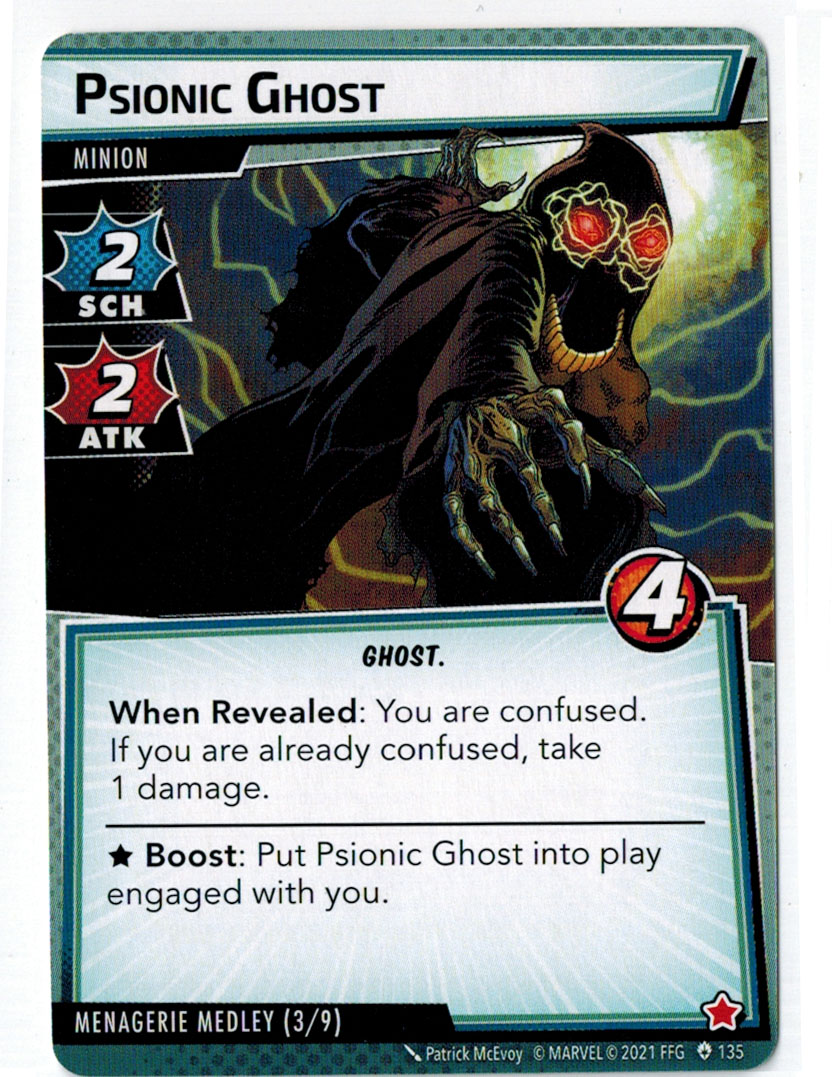 PSIONIC GHOST
MINION
2
SCH
2
ATK
4
GHOST.
When Revealed: You are confused.
If you are already confused, take
1 damage.
★ Boost: Put Psionic Ghost into play
engaged with you.
MENAGERIE MEDLEY (3/9)
Patrick McEvoy © MARVEL © 2021 FFG 135